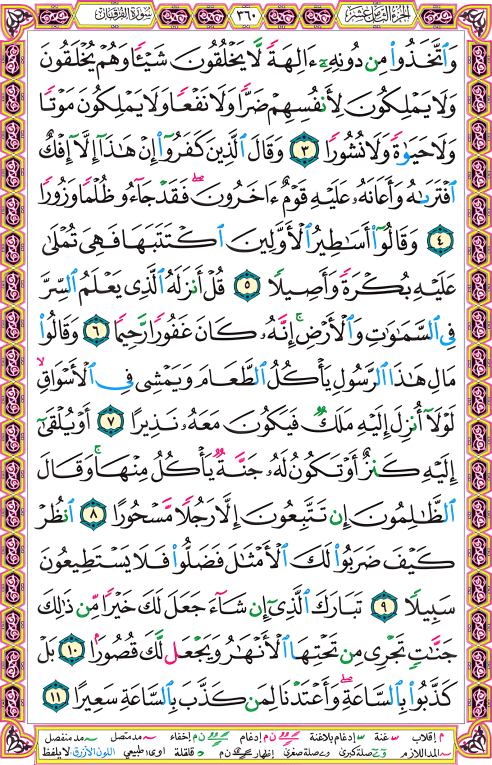 الجزء الثامن عشر ٣٦٠ سورة الفرقان
وَٱتَّخَذُوا۟ مِن دُونِهِۦٓ ءَالِهَةً لَّا يَخْلُقُونَ شَيْـًٔا وَهُمْ يُخْلَقُونَ
وَلَا يَمْلِكُونَ لِأَنفُسِهِمْ ضَرًّا وَلَا نَفْعًا وَلَا يَمْلِكُونَ مَوْتًا
وَلَا حَيَوٰةً وَلَا نُشُورًا ٣ وَقَالَ ٱلَّذِينَ كَفَرُوٓا۟ إِنْ هَـٰذَآ إِلَّآ إِفْكٌ
ٱفْتَرَىٰهُ وَأَعَانَهُۥ عَلَيْهِ قَوْمٌ ءَاخَرُونَ ۖ فَقَدْ جَآءُو ظُلْمًا وَزُورًا
٤ وَقَالُوٓا۟ أَسَـٰطِيرُ ٱلْأَوَّلِينَ ٱكْتَتَبَهَا فَهِىَ تُمْلَىٰ
عَلَيْهِ بُكْرَةً وَأَصِيلًا ٥ قُلْ أَنزَلَهُ ٱلَّذِى يَعْلَمُ ٱلسِّرَّ
فِى ٱلسَّمَـٰوَٰتِ وَٱلْأَرْضِ ۚ إِنَّهُۥ كَانَ غَفُورًا رَّحِيمًا ٦ وَقَالُوا۟
مَالِ هَـٰذَا ٱلرَّسُولِ يَأْكُلُ ٱلطَّعَامَ وَيَمْشِى فِى ٱلْأَسْوَاقِ ۙ
لَوْلَآ أُنزِلَ إِلَيْهِ مَلَكٌ فَيَكُونَ مَعَهُۥ نَذِيرًا ٧ أَوْ يُلْقَىٰٓ
إِلَيْهِ كَنزٌ أَوْ تَكُونُ لَهُۥ جَنَّةٌ يَأْكُلُ مِنْهَا ۚ وَقَالَ
ٱلظَّـٰلِمُونَ إِن تَتَّبِعُونَ إِلَّا رَجُلًا مَّسْحُورًا ٨ ٱنظُرْ
كَيْفَ ضَرَبُوا۟ لَكَ ٱلْأَمْثَـٰلَ فَضَلُّوا۟ فَلَا يَسْتَطِيعُونَ
سَبِيلًا ٩ تَبَارَكَ ٱلَّذِىٓ إِن شَآءَ جَعَلَ لَكَ خَيْرًا مِّن ذَٰلِكَ
جَنَّـٰتٍ تَجْرِى مِن تَحْتِهَا ٱلْأَنْهَـٰرُ وَيَجْعَل لَّكَ قُصُورًۢا ١٠ بَلْ
كَذَّبُوا۟ بِٱلسَّاعَةِ ۖ وَأَعْتَدْنَا لِمَن كَذَّبَ بِٱلسَّاعَةِ سَعِيرًا ١١
م إقلاب غنة إدغام بلاغنة ن م إدغام ن م إخفاء مد متصل مد منفصل
المد اللازم صلة كبرى صلة صغرى إظهار ن م قلقلة اوى: طبيعي اللون الأزرق: لا يلفظ